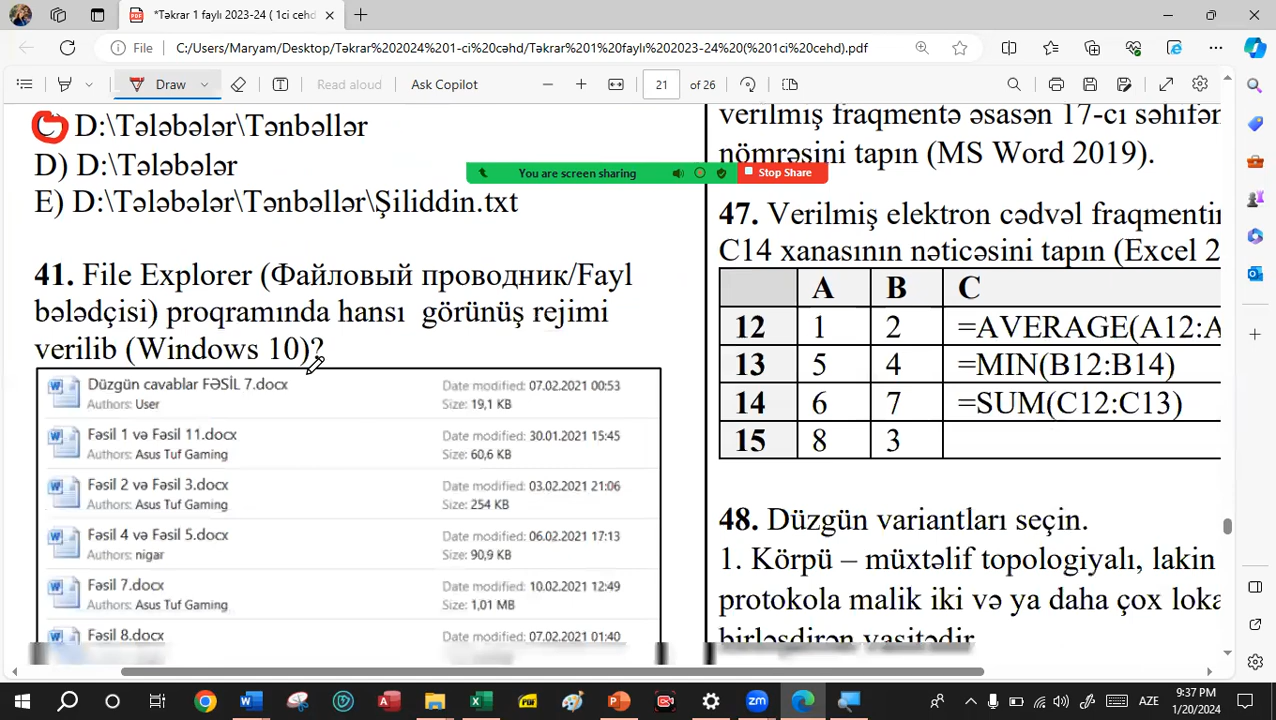 *Təkrar 1 faylı 2023-24 ( 1ci cehd
File
C:/Users/Maryam/Desktop/Təkrar%202024%201-ci%20cəhd/Təkrar%201%20faylı%202023-24%20(%201ci%20cehd).pdf
Draw
Read aloud
Ask Copilot
21
of 26
You are screen sharing
Stop Share
C) D:\Tələbələr\Tənbəllər
D) D:\Tələbələr
E) D:\Tələbələr\Tənbəllər\Şiliddin.txt
41. File Explorer (Файловый проводник/Fayl
bələdçisi) proqramında hansı görünüş rejimi
verilib (Windows 10)?
Düzgün cavablar FƏSİL 7.docx
Authors: User
Date modified: 07.02.2021 00:53
Size: 19,1 KB
Fəsil 1 və Fəsil 11.docx
Authors: Asus Tuf Gaming
Date modified: 30.01.2021 15:45
Size: 60,6 KB
Fəsil 2 və Fəsil 3.docx
Authors: Asus Tuf Gaming
Date modified: 03.02.2021 21:06
Size: 254 KB
Fəsil 4 və Fəsil 5.docx
Authors: nigar
Date modified: 06.02.2021 17:13
Size: 90,9 KB
Fəsil 7.docx
Authors: Asus Tuf Gaming
Date modified: 10.02.2021 12:49
Size: 1,01 MB
Fəsil 8.docx
Date modified: 07.02.2021 01:40
verilmiş fraqmentə əsasən 17-ci səhifən
nömrəsini tapın (MS Word 2019).
47. Verilmiş elektron cədvəl fraqmentin
C14 xanasının nəticəsini tapın (Excel 2
A B C
12 1 2 =AVERAGE(A12:A
13 5 4 =MIN(B12:B14)
14 6 7 =SUM(C12:C13)
15 8 3
48. Düzgün variantları seçin.
1. Körpü – müxtəlif topologiyalı, lakin
protokola malik iki və ya daha çox loka
birləşdirən vasitədir
AZE
9:37 PM
1/20/2024